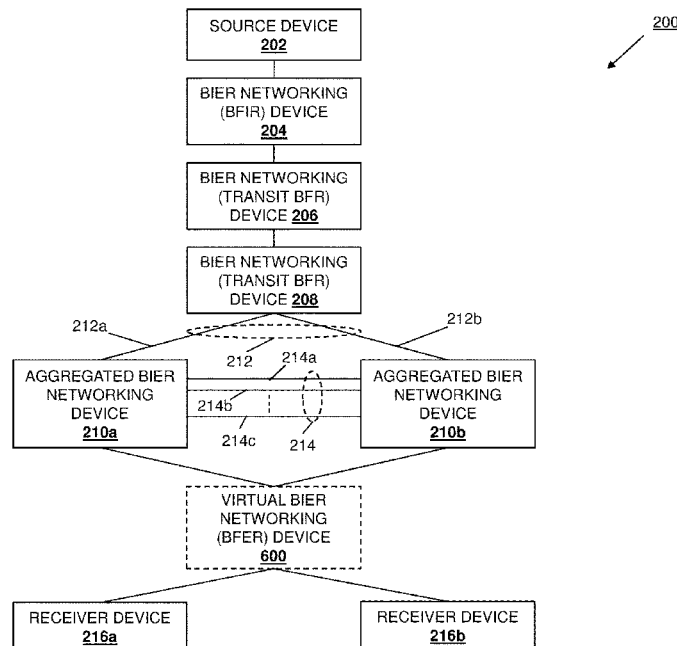 200
SOURCE DEVICE
202
BIER NETWORKING
(BFIR) DEVICE
204
BIER NETWORKING
(TRANSIT BFR)
DEVICE 206
BIER NETWORKING
(TRANSIT BFR)
DEVICE 208
212a
212b
212
214a
AGGREGATED BIER
NETWORKING
DEVICE
210a
214b
214c
214
AGGREGATED BIER
NETWORKING
DEVICE
210b
VIRTUAL BIER
NETWORKING
(BFER) DEVICE
600
RECEIVER DEVICE
216a
RECEIVER DEVICE
216b